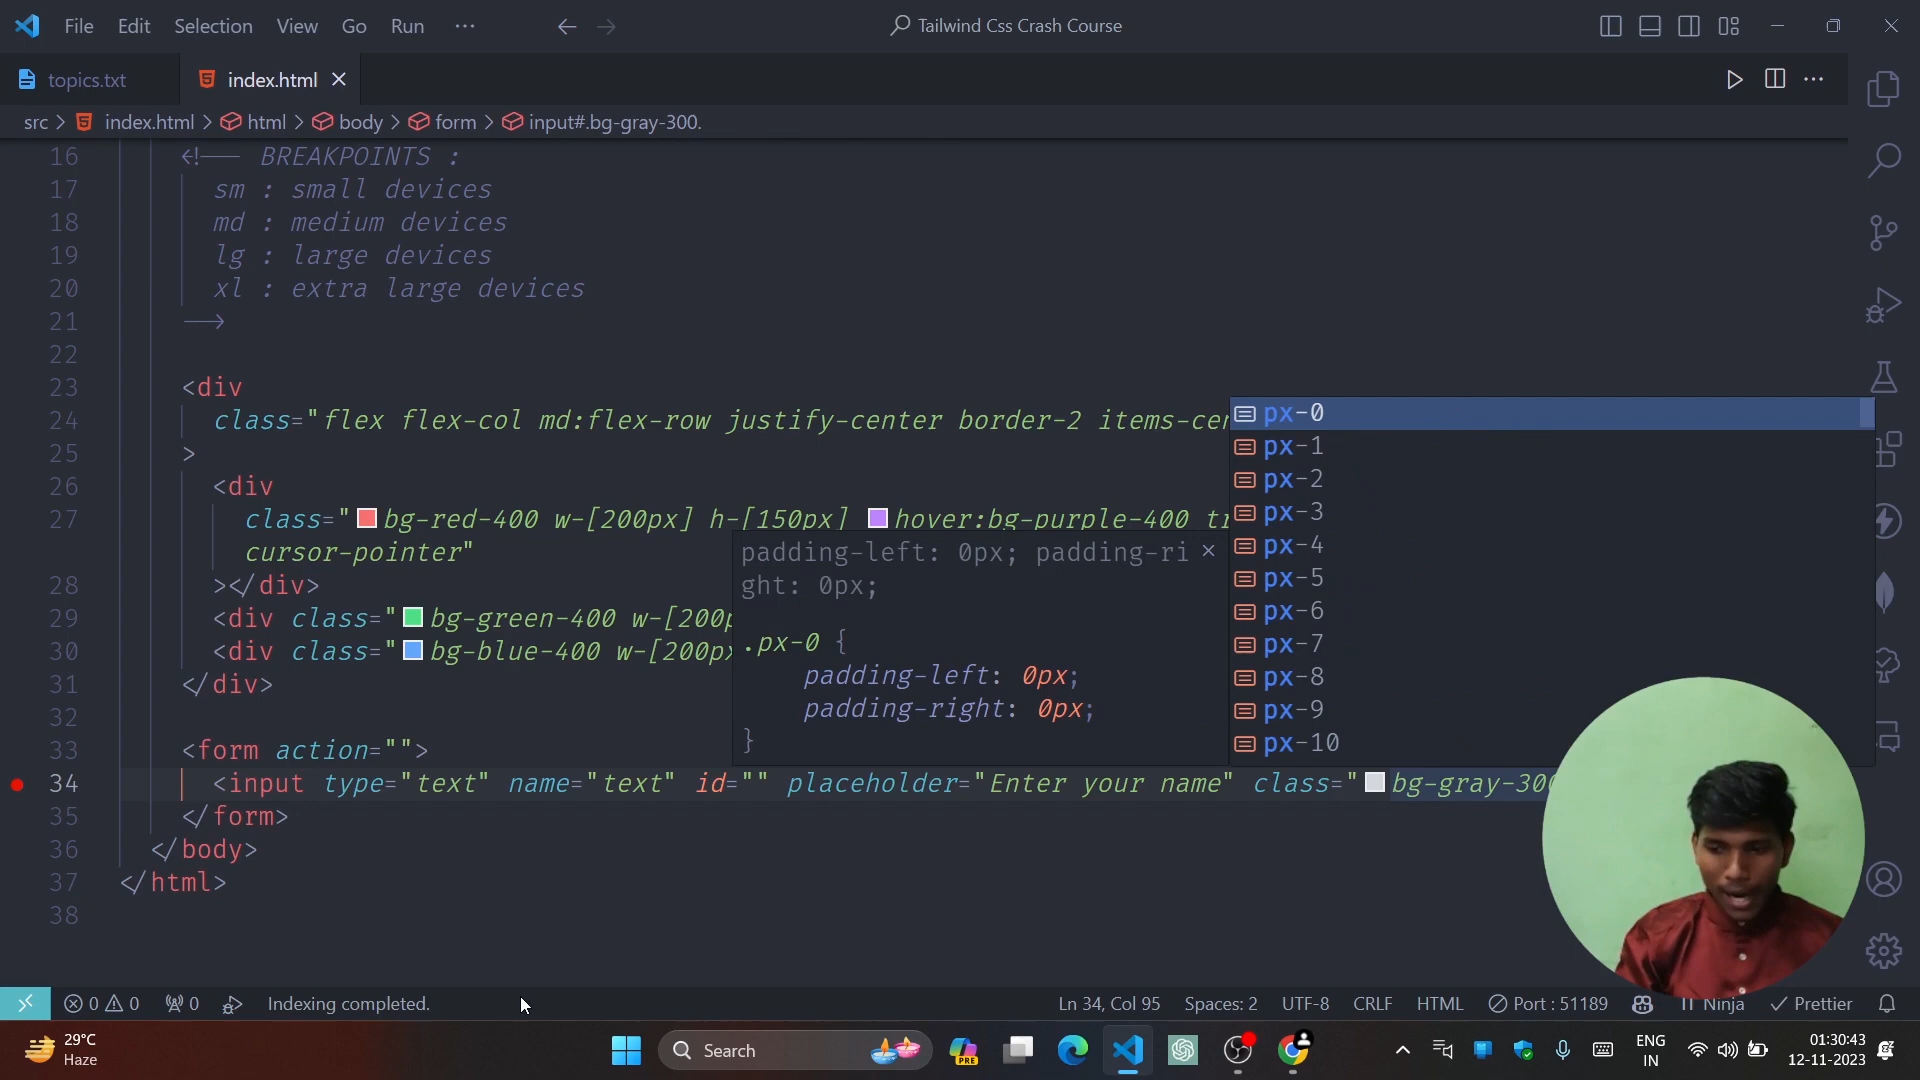 File Edit Selection View Go Run ··· Tailwind Css Crash Course
topics.txt index.html
src > index.html > html > body > form > input#.bg-gray-300.
16 <!-- BREAKPOINTS :
17 sm : small devices
18 md : medium devices
19 lg : large devices
20 xl : extra large devices
21 -->
22
23 <div
24 class="flex flex-col md:flex-row justify-center border-2 items-cen
25 >
26 <div
27 class="bg-red-400 w-[200px] h-[150px] hover:bg-purple-400 tr
cursor-pointer"
28 ></div>
29 <div class="bg-green-400 w-[200p
30 <div class="bg-blue-400 w-[200px
31 </div>
32
33 <form action="">
34 <input type="text" name="text" id="" placeholder="Enter your name" class="bg-gray-300
35 </form>
36 </body>
37 </html>
38
padding-left: 0px; padding-ri
ght: 0px;
.px-0 {
padding-left: 0px;
padding-right: 0px;
}
px-0
px-1
px-2
px-3
px-4
px-5
px-6
px-7
px-8
px-9
px-10
0 0 0 Indexing completed. Ln 34, Col 95 Spaces: 2 UTF-8 CRLF HTML Port : 51189 Ninja Prettier
29°C
Haze
Search
PRE
ENG
IN
01:30:43
12-11-2023